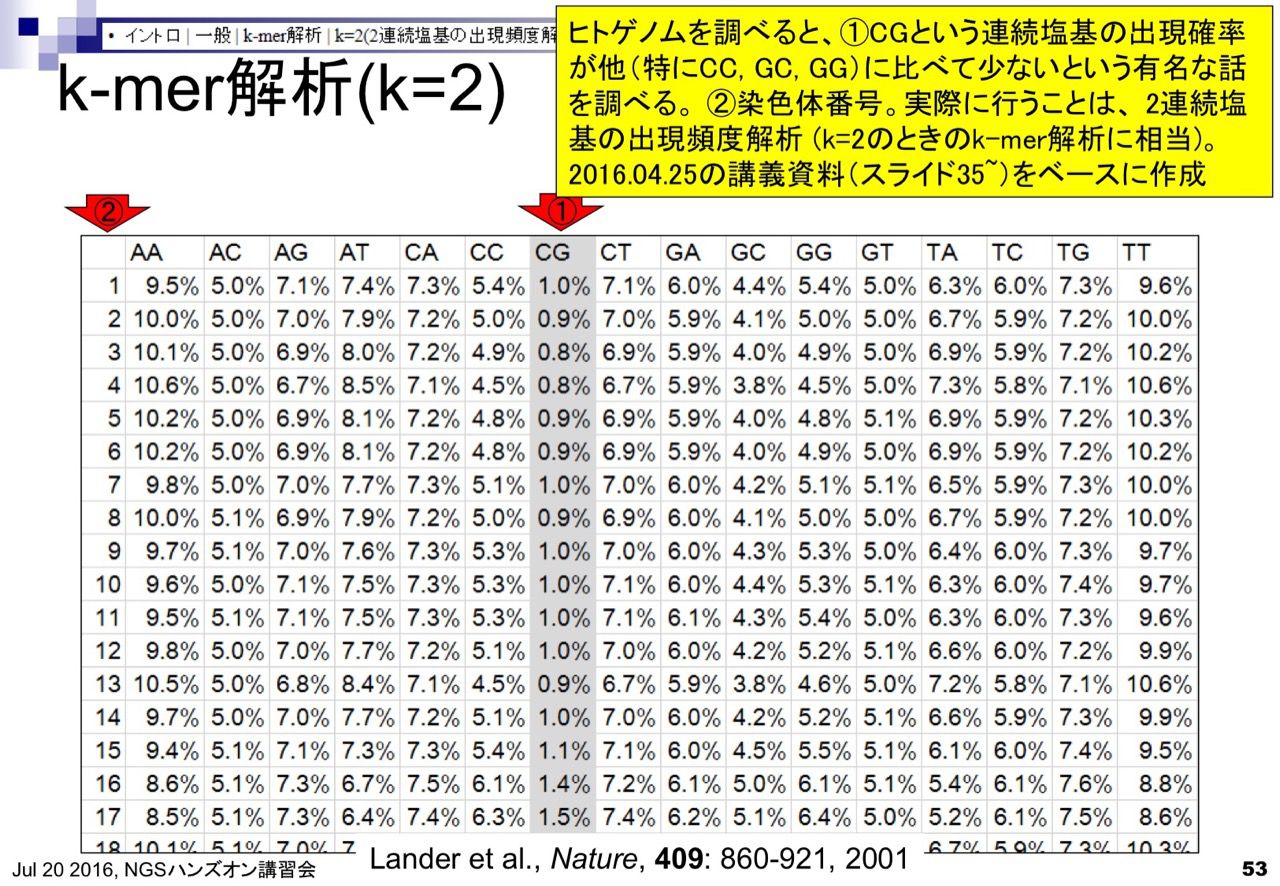 • イントロ | 一般 | k-mer解析 | k=2(2連続塩基の出現頻度解
k-mer解析(k=2)
ヒトゲノムを調べると、①CGという連続塩基の出現確率
が他（特にCC, GC, GG）に比べて少ないという有名な話
を調べる。②染色体番号。実際に行うことは、2連続塩
基の出現頻度解析 (k=2のときのk-mer解析に相当)。
2016.04.25の講義資料（スライド35~）をベースに作成
② ①
AA AC AG AT CA CC CG CT GA GC GG GT TA TC TG TT
1 9.5% 5.0% 7.1% 7.4% 7.3% 5.4% 1.0% 7.1% 6.0% 4.4% 5.4% 5.0% 6.3% 6.0% 7.3% 9.6%
2 10.0% 5.0% 7.0% 7.9% 7.2% 5.0% 0.9% 7.0% 5.9% 4.1% 5.0% 5.0% 6.7% 5.9% 7.2% 10.0%
3 10.1% 5.0% 6.9% 8.0% 7.2% 4.9% 0.8% 6.9% 5.9% 4.0% 4.9% 5.0% 6.9% 5.9% 7.2% 10.2%
4 10.6% 5.0% 6.7% 8.5% 7.1% 4.5% 0.8% 6.7% 5.9% 3.8% 4.5% 5.0% 7.3% 5.8% 7.1% 10.6%
5 10.2% 5.0% 6.9% 8.1% 7.2% 4.8% 0.9% 6.9% 5.9% 4.0% 4.8% 5.1% 6.9% 5.9% 7.2% 10.3%
6 10.2% 5.0% 6.9% 8.1% 7.2% 4.8% 0.9% 6.9% 5.9% 4.0% 4.9% 5.0% 6.9% 5.9% 7.2% 10.2%
7 9.8% 5.0% 7.0% 7.7% 7.3% 5.1% 1.0% 7.0% 6.0% 4.2% 5.1% 5.1% 6.5% 5.9% 7.3% 10.0%
8 10.0% 5.1% 6.9% 7.9% 7.2% 5.0% 0.9% 6.9% 6.0% 4.1% 5.0% 5.0% 6.7% 5.9% 7.2% 10.0%
9 9.7% 5.1% 7.0% 7.6% 7.3% 5.3% 1.0% 7.0% 6.0% 4.3% 5.3% 5.0% 6.4% 6.0% 7.3% 9.7%
10 9.6% 5.0% 7.1% 7.5% 7.3% 5.3% 1.0% 7.1% 6.0% 4.4% 5.3% 5.1% 6.3% 6.0% 7.4% 9.7%
11 9.5% 5.1% 7.1% 7.5% 7.3% 5.3% 1.0% 7.1% 6.1% 4.3% 5.4% 5.0% 6.3% 6.0% 7.3% 9.6%
12 9.8% 5.0% 7.0% 7.7% 7.2% 5.1% 1.0% 7.0% 6.0% 4.2% 5.2% 5.1% 6.6% 6.0% 7.2% 9.9%
13 10.5% 5.0% 6.8% 8.4% 7.1% 4.5% 0.9% 6.7% 5.9% 3.8% 4.6% 5.0% 7.2% 5.8% 7.1% 10.6%
14 9.7% 5.0% 7.0% 7.7% 7.2% 5.1% 1.0% 7.0% 6.0% 4.2% 5.2% 5.1% 6.6% 5.9% 7.3% 9.9%
15 9.4% 5.1% 7.1% 7.3% 7.3% 5.4% 1.1% 7.1% 6.0% 4.5% 5.5% 5.1% 6.1% 6.0% 7.4% 9.5%
16 8.6% 5.1% 7.3% 6.7% 7.5% 6.1% 1.4% 7.2% 6.1% 5.0% 6.1% 5.1% 5.4% 6.1% 7.6% 8.8%
17 8.5% 5.1% 7.3% 6.4% 7.4% 6.3% 1.5% 7.4% 6.2% 5.1% 6.4% 5.0% 5.2% 6.1% 7.5% 8.6%
18 10.1% 5.1% 7.0% 7 6.7% 5.9% 7.3% 10.3%
Lander et al., Nature, 409: 860-921, 2001
Jul 20 2016, NGSハンズオン講習会
53